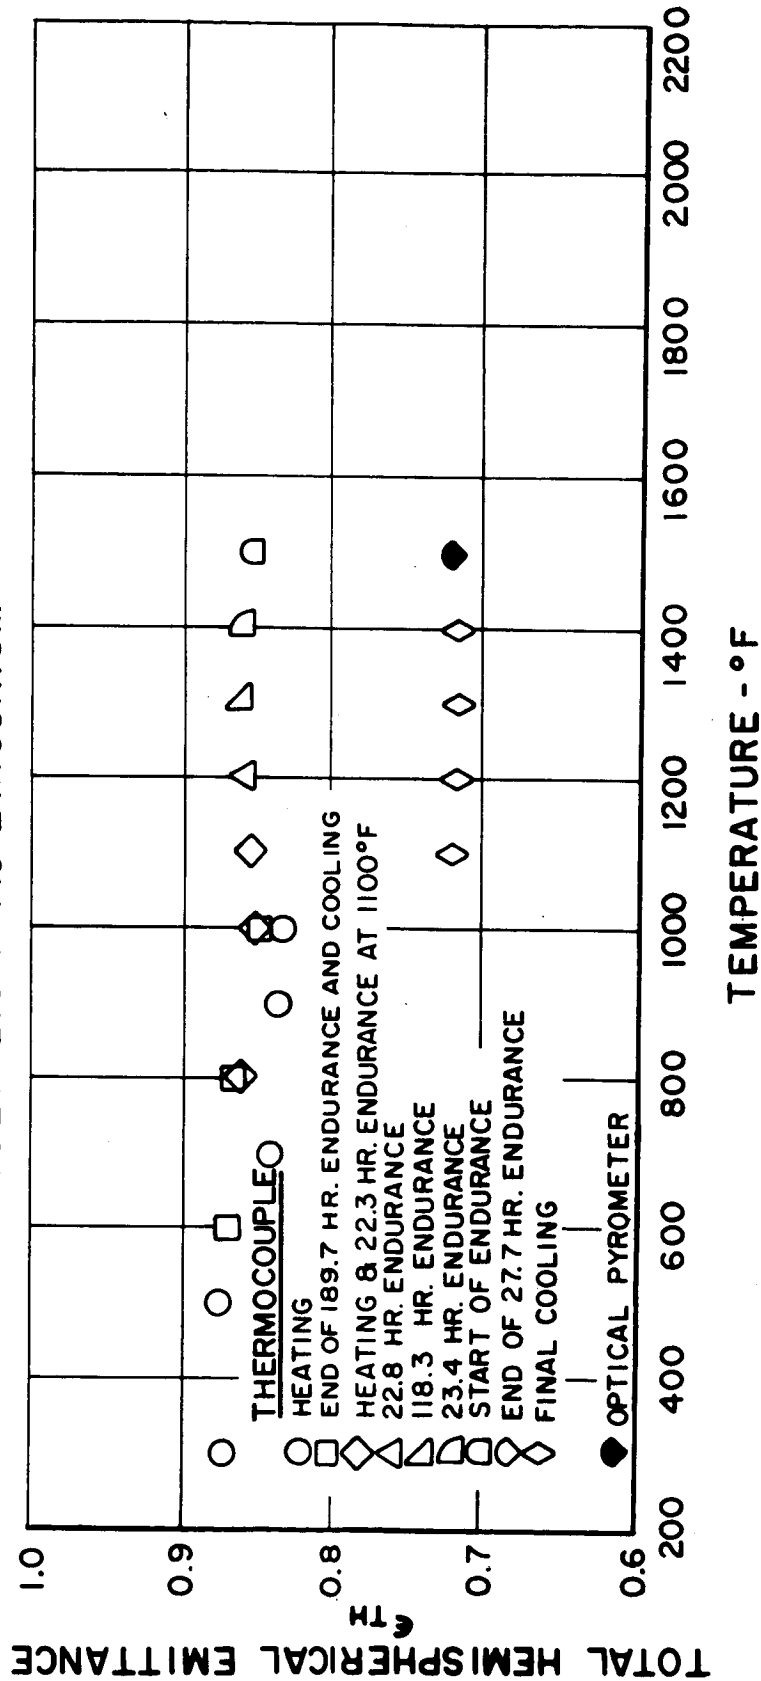 TOTAL HEMISPHERICAL EMITTANCE
ϵTH
1.0
0.9
0.8
0.7
0.6
THERMOCOUPLE
HEATING
END OF 189.7 HR. ENDURANCE AND COOLING
HEATING & 22.3 HR. ENDURANCE AT 1100°F
22.8 HR. ENDURANCE
118.3 HR. ENDURANCE
23.4 HR. ENDURANCE
START OF ENDURANCE
END OF 27.7 HR. ENDURANCE
FINAL COOLING
OPTICAL PYROMETER
200 400 600 800 1000 1200 1400 1600 1800 2000 2200
TEMPERATURE - °F